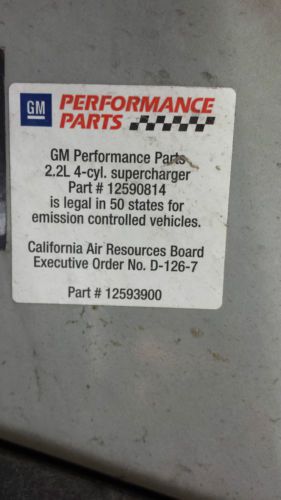 GM
PERFORMANCE
PARTS
GM Performance Parts
2.2L 4-cyl. supercharger
Part # 12590814
is legal in 50 states for
emission controlled vehicles.
California Air Resources Board
Executive Order No. D-126-7
Part # 12593900